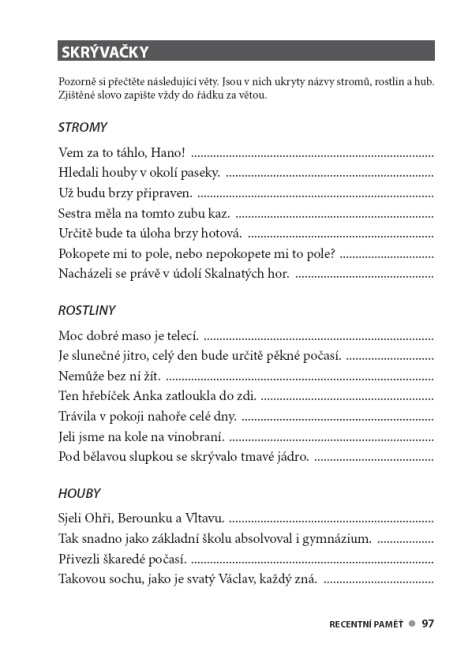 SKRÝVAČKY
Pozorně si přečtěte následující věty. Jsou v nich ukryty názvy stromů, rostlin a hub.
Zjištěné slovo zapište vždy do řádku za větou.
STROMY
Vem za to táhlo, Hano! ......................................................................
Hledali houby v okolí paseky. ............................................................
Už budu brzy připraven. ....................................................................
Sestra měla na tomto zubu kaz. .........................................................
Určitě bude ta úloha brzy hotová. .....................................................
Pokopete mi to pole, nebo nepokopete mi to pole? ...........................
Nacházeli se právě v údolí Skalnatých hor. ........................................
ROSTLINY
Moc dobré maso je telecí. ..................................................................
Je slunečné jitro, celý den bude určitě pěkné počasí. .........................
Nemůže bez ní žít. .............................................................................
Ten hřebíček Anka zatloukla do zdi. ..................................................
Trávila v pokoji nahoře celé dny. .......................................................
Jeli jsme na kole na vinobraní. ...........................................................
Pod bělavou slupkou se skrývalo tmavé jádro. ..................................
HOUBY
Sjeli Ohři, Berounku a Vltavu. ...........................................................
Tak snadno jako základní školu absolvoval i gymnázium. ................
Přivezli škaredé počasí. ......................................................................
Takovou sochu, jako je svatý Václav, každý zná. ................................
RECENTNÍ PAMĚŤ ● 97